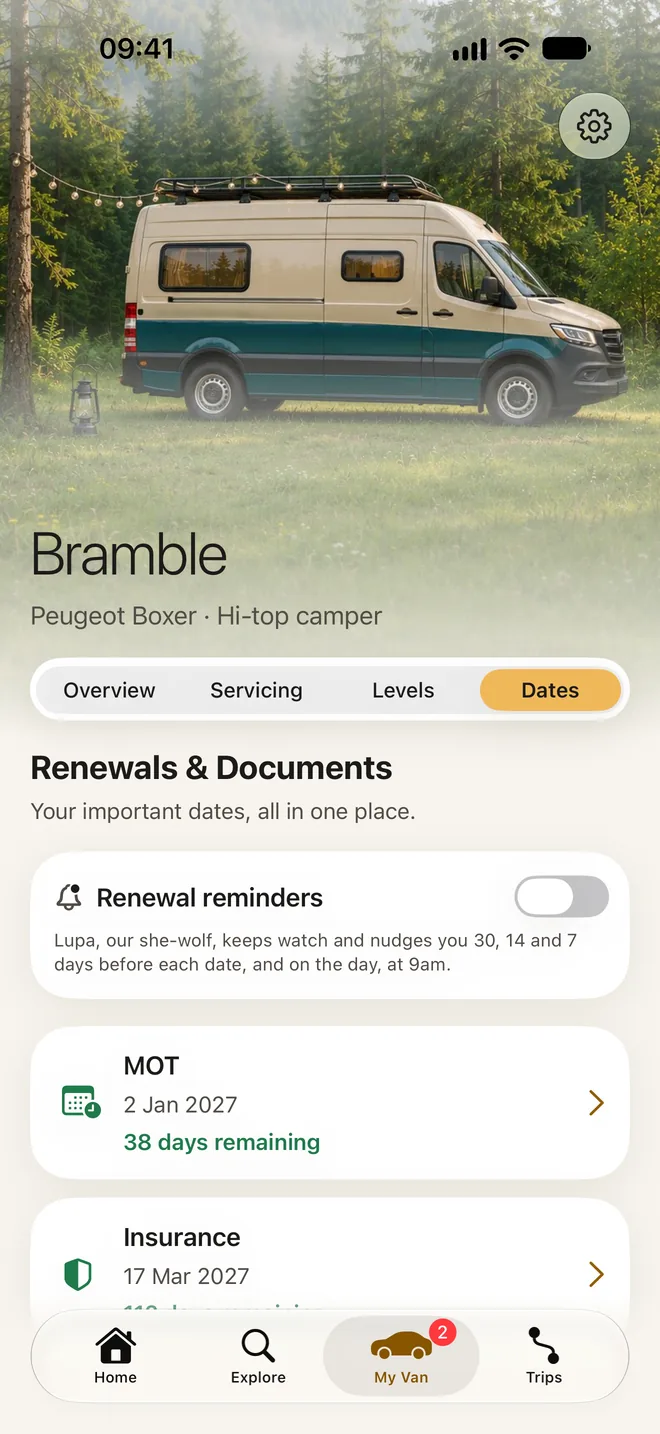 09:41
Bramble
Peugeot Boxer · Hi-top camper
Overview Servicing Levels Dates
Renewals & Documents
Your important dates, all in one place.
Renewal reminders
Lupa, our she-wolf, keeps watch and nudges you 30, 14 and 7
days before each date, and on the day, at 9am.
MOT
2 Jan 2027
38 days remaining
Insurance
17 Mar 2027
2
Home Explore My Van Trips